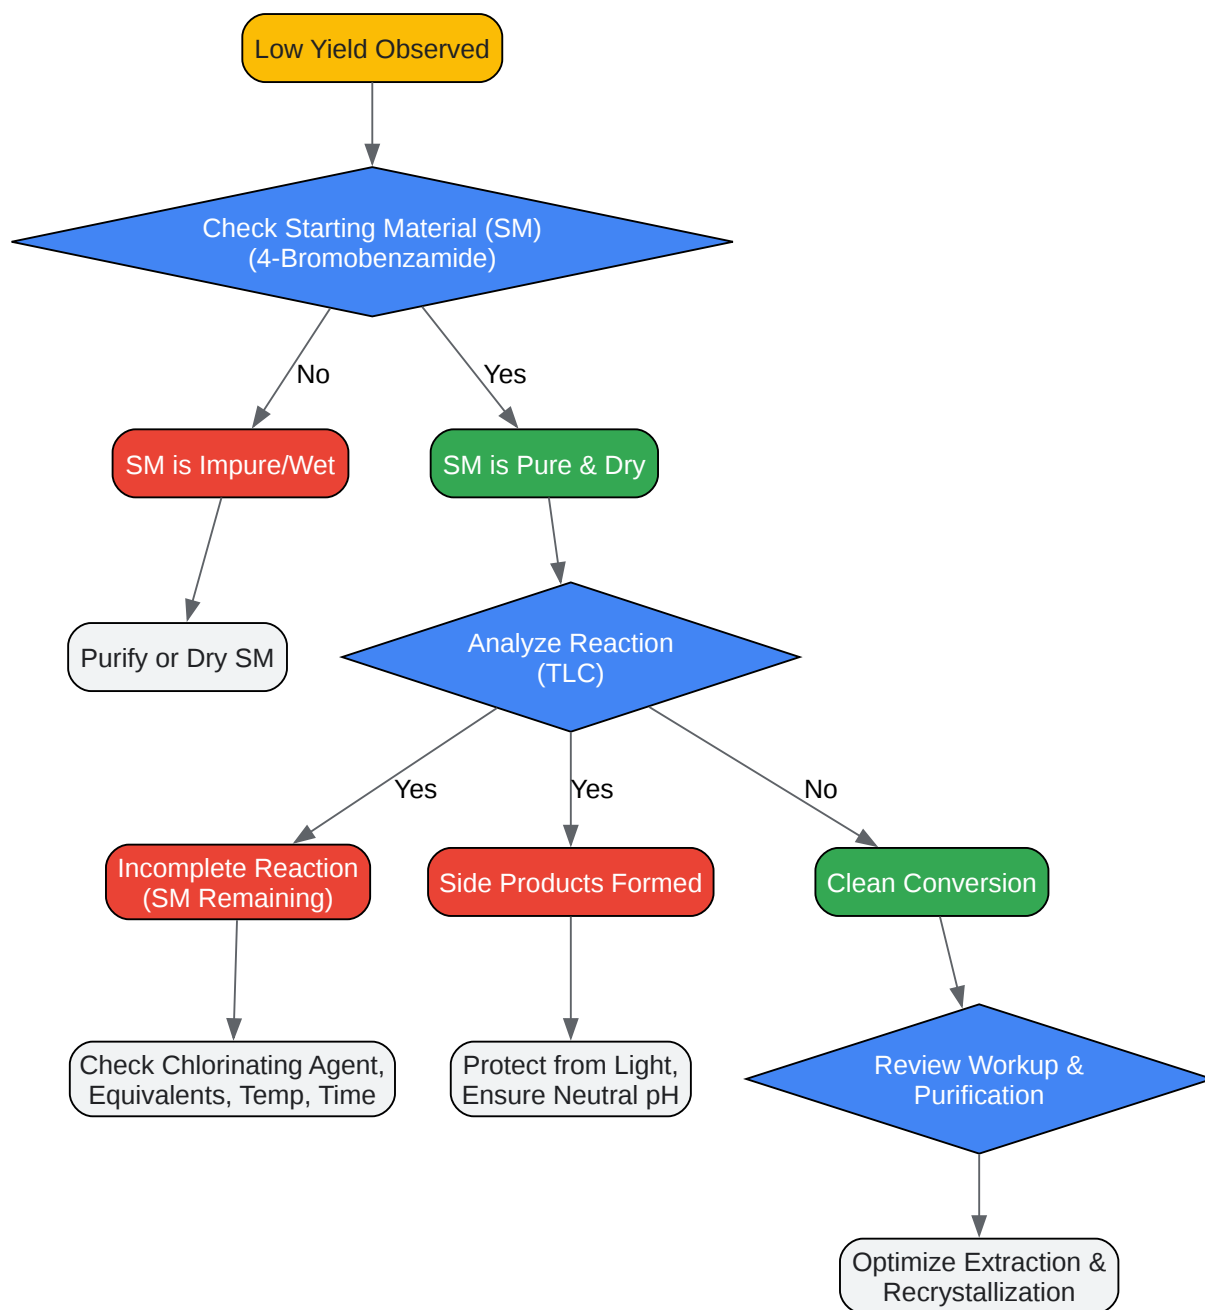 Low Yield Observed
Check Starting Material (SM)
(4-Bromobenzamide)
No
Yes
SM is Impure/Wet
SM is Pure & Dry
Purify or Dry SM
Analyze Reaction
(TLC)
Yes
Yes
No
Incomplete Reaction
(SM Remaining)
Side Products Formed
Clean Conversion
Check Chlorinating Agent,
Equivalents, Temp, Time
Protect from Light,
Ensure Neutral pH
Review Workup &
Purification
Optimize Extraction &
Recrystallization